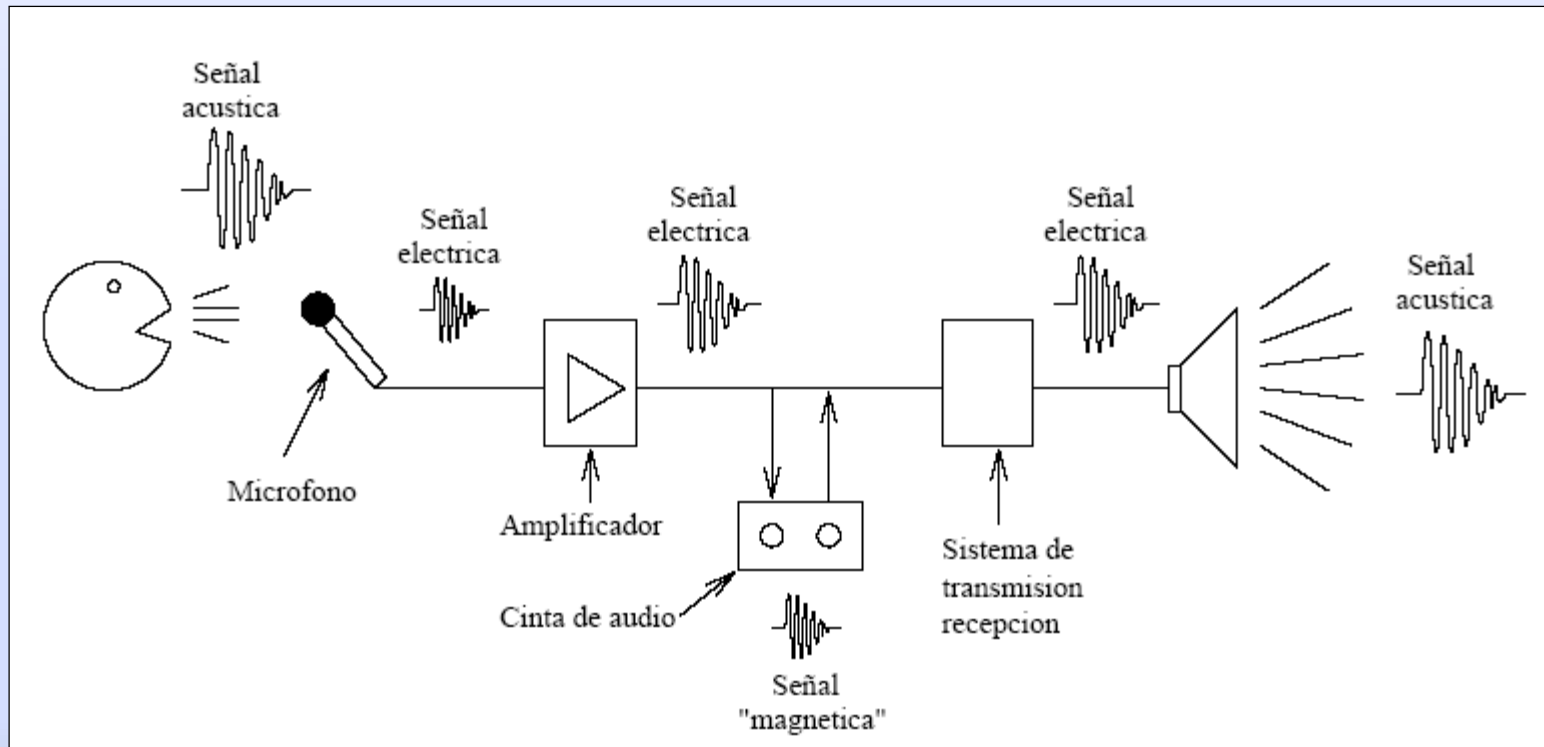 Señal
acustica
Señal
electrica
Señal
electrica
Señal
electrica
Señal
acustica
Microfono
Amplificador
Cinta de audio
Señal
"magnetica"
Sistema de
transmision
recepcion